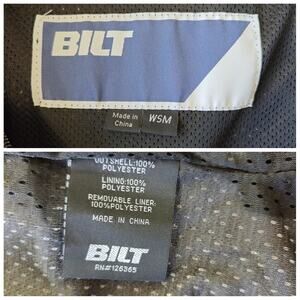 BILT
Made in
China
WSM
OUTSHELL:100%
POLYESTER
LINING:100%
POLYESTER
REMOVABLE LINER:
100%POLYESTER
MADE IN CHINA
BILT
RN#126365